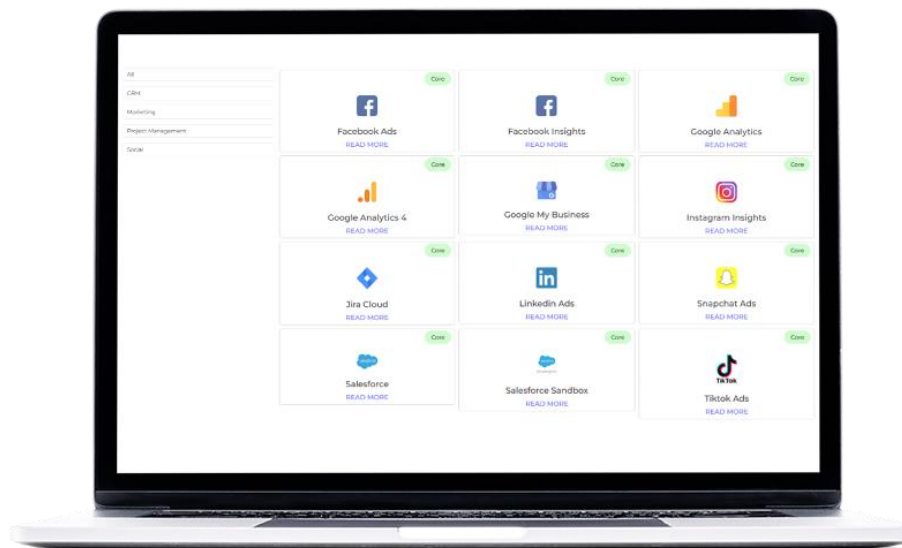 All
CRM
Marketing
Project Management
Social
Core
Facebook Ads
READ MORE
Core
Facebook Insights
READ MORE
Core
Google Analytics
READ MORE
Core
Google Analytics 4
READ MORE
Core
Google My Business
READ MORE
Core
Instagram Insights
READ MORE
Core
Jira Cloud
READ MORE
Core
in
Linkedin Ads
READ MORE
Core
Snapchat Ads
READ MORE
Core
salesforce
Salesforce
READ MORE
Core
salesforce
Salesforce Sandbox
READ MORE
Core
TikTok
Tiktok Ads
READ MORE